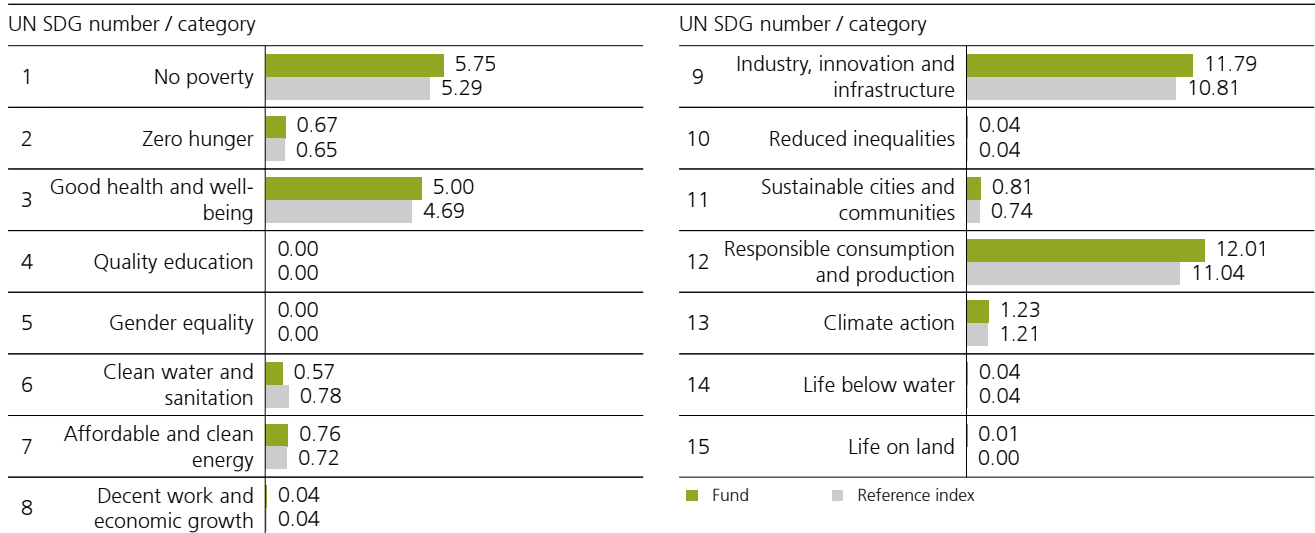 UN SDG number / category
1 No poverty 5.75
5.29
2 Zero hunger 0.67
0.65
3 Good health and well-
being 5.00
4.69
4 Quality education 0.00
0.00
5 Gender equality 0.00
0.00
6 Clean water and
sanitation 0.57
0.78
7 Affordable and clean
energy 0.76
0.72
8 Decent work and
economic growth 0.04
0.04
UN SDG number / category
9 Industry, innovation and
infrastructure 11.79
10.81
10 Reduced inequalities 0.04
0.04
11 Sustainable cities and
communities 0.81
0.74
12 Responsible consumption
and production 12.01
11.04
13 Climate action 1.23
1.21
14 Life below water 0.04
0.04
15 Life on land 0.01
0.00
Fund Reference index